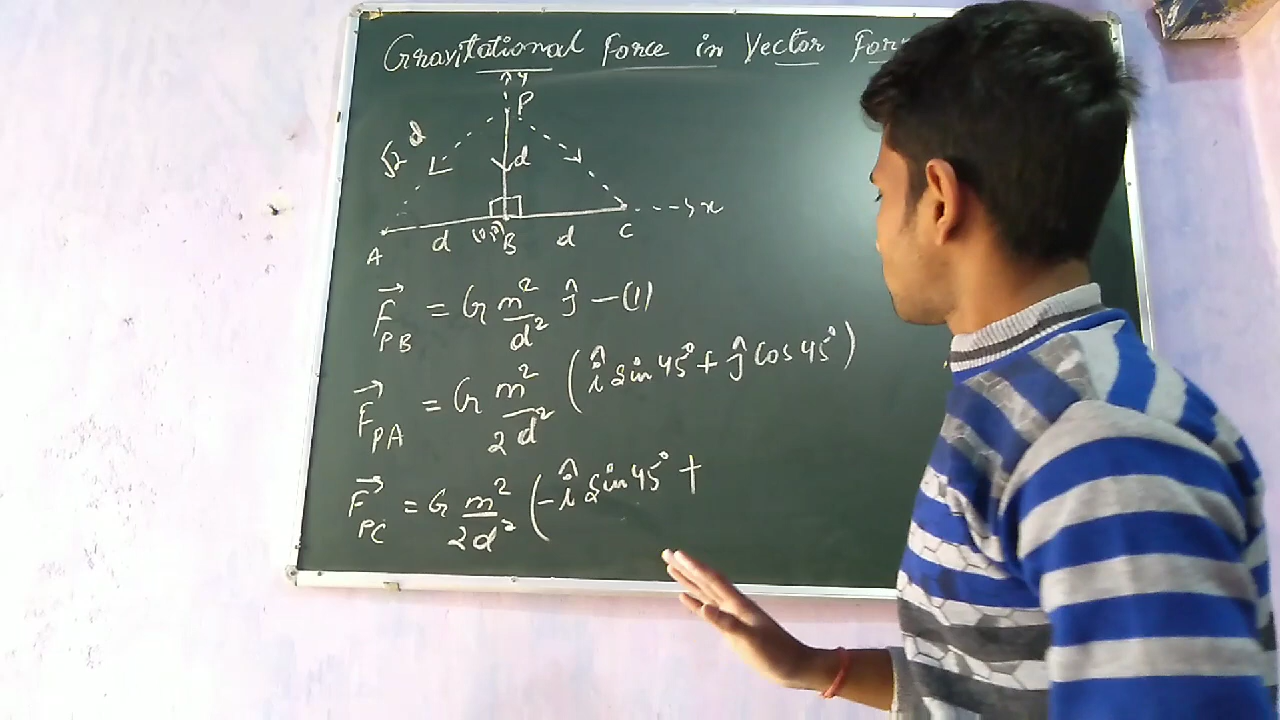 Gravitational Force in Vector For
y
P
√2 d
d
x
A d (0,0) B d C
F⃗PB = G m²/d² ĵ —(1)
F⃗PA = G m²/2d² (î sin 45° + ĵ cos 45°)
F⃗PC = G m²/2d² (-î sin 45° +